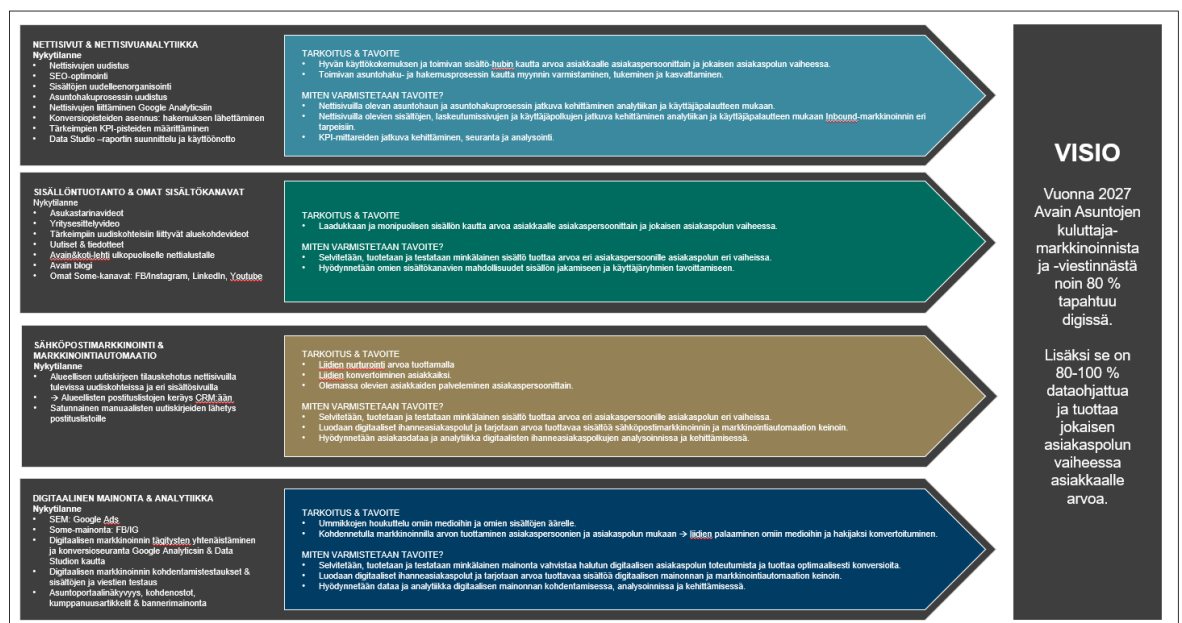 NETTISIVUT & NETTISIVUANALYTIIKKA
Nykytilanne
• Nettisivujen uudistus
• SEO-optimointi
• Sisältöjen uudelleenorganisointi
• Asuntohakuprosessin uudistus
• Nettisivujen liittäminen Google Analyticsiin
• Konversiopisteiden asennus: hakemuksen lähettäminen
• Tärkeimpien KPI-pisteiden määrittäminen
• Data Studio –raportin suunnittelu ja käyttöönotto
TARKOITUS & TAVOITE
• Hyvän käyttökokemuksen ja toimivan sisältö-hubin kautta arvoa asiakkaalle asiakaspersoonittain ja jokaisen asiakaspolun vaiheessa.
• Toimivan asuntohaku- ja hakemusprosessin kautta myynnin varmistaminen, tukeminen ja kasvattaminen.
MITEN VARMISTETAAN TAVOITE?
• Nettisivuilla olevan asuntohaun ja asuntohakuprosessin jatkuva kehittäminen analytiikan ja käyttäjäpalautteen mukaan.
• Nettisivuilla olevien sisältöjen, laskeutumissivujen ja käyttäjäpolkujen jatkuva kehittäminen analytiikan ja käyttäjäpalautteen mukaan Inbound-markkinoinnin eri
tarpeisiin.
• KPI-mittareiden jatkuva kehittäminen, seuranta ja analysointi.
SISÄLLÖNTUOTANTO & OMAT SISÄLTÖKANAVAT
Nykytilanne
• Asukastarinavideot
• Yritysesittelyvideo
• Tärkeimpiin uudiskohteisiin liittyvät aluekohdevideot
• Uutiset & tiedotteet
• Avain&koti-lehti ulkopuoliselle nettialustalle
• Avain blogi
• Omat Some-kanavat: FB/Instagram, LinkedIn, Youtube
TARKOITUS & TAVOITE
• Laadukkaan ja monipuolisen sisällön kautta arvoa asiakkaalle asiakaspersoonittain ja jokaisen asiakaspolun vaiheessa.
MITEN VARMISTETAAN TAVOITE?
• Selvitetään, tuotetaan ja testataan minkälainen sisältö tuottaa arvoa eri asiakaspersoonille asiakaspolun eri vaiheissa.
• Hyödynnetään omien sisältökanavien mahdollisuudet sisällön jakamiseen ja käyttäjäryhmien tavoittamiseen.
SÄHKÖPOSTIMARKKINOINTI &
MARKKINOINTIAUTOMAATIO
Nykytilanne
• Alueellisen uutiskirjeen tilauskehotus nettisivuilla
tulevissa uudiskohteissa ja eri sisältösivuilla
• → Alueellisten postituslistojen keräys CRM:ään
• Satunnainen manuaalisten uutiskirjeiden lähetys
postituslistoille
TARKOITUS & TAVOITE
• Liidien nurturointi arvoa tuottamalla
• Liidien konvertoiminen asiakkaiksi.
• Olemassa olevien asiakkaiden palveleminen asiakaspersoonittain.
MITEN VARMISTETAAN TAVOITE?
• Selvitetään, tuotetaan ja testataan minkälainen sisältö tuottaa arvoa eri asiakaspersoonille asiakaspolun eri vaiheissa.
• Luodaan digitaaliset ihanneasiakaspolut ja tarjotaan arvoa tuottavaa sisältöä sähköpostimarkkinoinnin ja markkinointiautomaation keinoin.
• Hyödynnetään asiakasdataa ja analytiikka digitaalisten ihanneasiakaspolkujen analysoinnissa ja kehittämisessä.
DIGITAALINEN MAINONTA & ANALYTIIKKA
Nykytilanne
• SEM: Google Ads
• Some-mainonta: FB/IG
• Digitaalisen markkinoinnin tägitysten yhtenäistäminen
ja konversioseuranta Google Analyticsin & Data
Studion kautta
• Digitaalisen markkinoinnin kohdentamistestaukset &
sisältöjen ja viestien testaus
• Asuntoportaalinäkyvyys, kohdenostot,
kumppanuusartikkelit & bannerimainonta
TARKOITUS & TAVOITE
• Ummikkojen houkuttelu omiin medioihin ja omien sisältöjen äärelle.
• Kohdennetulla markkinoinnilla arvon tuottaminen asiakaspersoonien ja asiakaspolun mukaan → liidien palaaminen omiin medioihin ja hakijaksi konvertoituminen.
MITEN VARMISTETAAN TAVOITE?
• Selvitetään, tuotetaan ja testataan minkälainen mainonta vahvistaa halutun digitaalisen asiakaspolun toteutumista ja tuottaa optimaalisesti konversioita.
• Luodaan digitaaliset ihanneasiakaspolut ja tarjotaan arvoa tuottavaa sisältöä digitaalisen mainonnan ja markkinointiautomaation keinoin.
• Hyödynnetään dataa ja analytiikka digitaalisen mainonnan kohdentamisessa, analysoinnissa ja kehittämisessä.
VISIO
Vuonna 2027
Avain Asuntojen
kuluttaja-
markkinoinnista
ja -viestinnästä
noin 80 %
tapahtuu
digissä.
Lisäksi se on
80-100 %
dataohjattua
ja tuottaa
jokaisen
asiakaspolun
vaiheessa
asiakkaalle
arvoa.